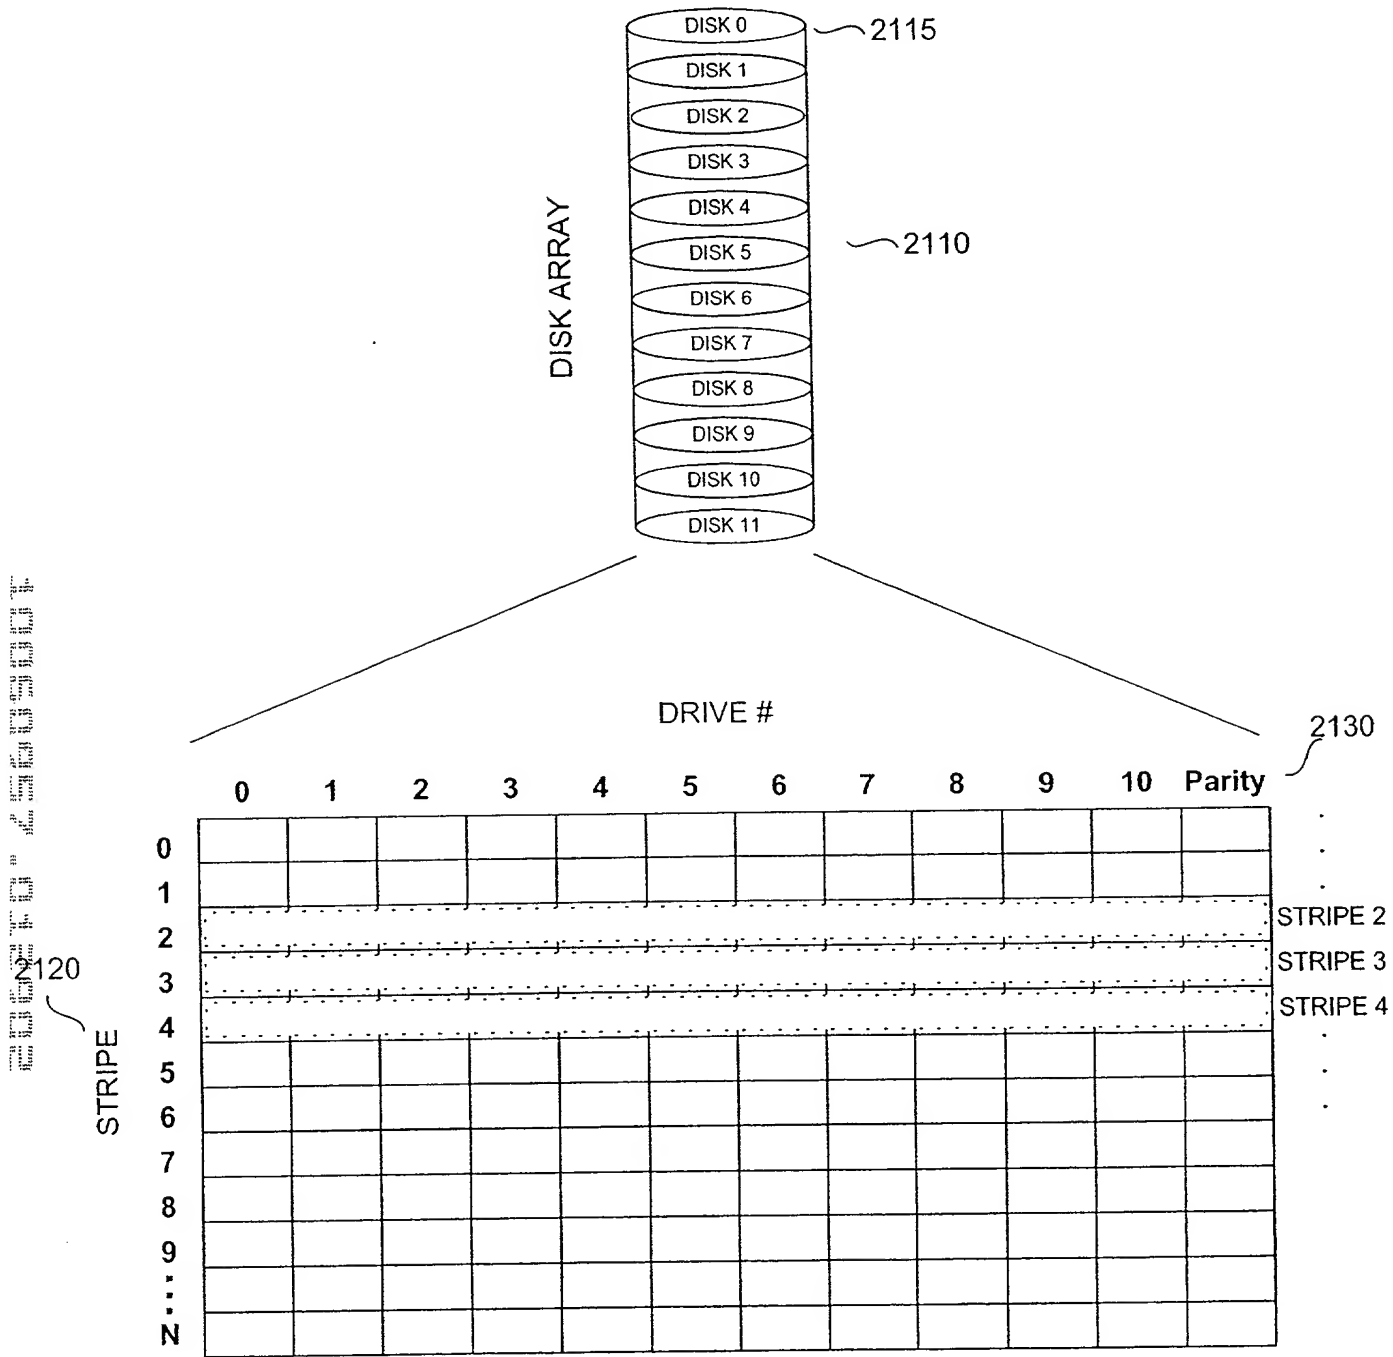 DISK 0
2115
DISK 1
DISK 2
DISK 3
DISK 4
DISK 5
2110
DISK 6
DISK 7
DISK 8
DISK 9
DISK 10
DISK 11
DISK ARRAY
DRIVE #
2130
0 1 2 3 4 5 6 7 8 9 10 Parity
0
1
2 STRIPE 2
3 STRIPE 3
4 STRIPE 4
5
6
7
8
9
N
2120
STRIPE
10050957.012902